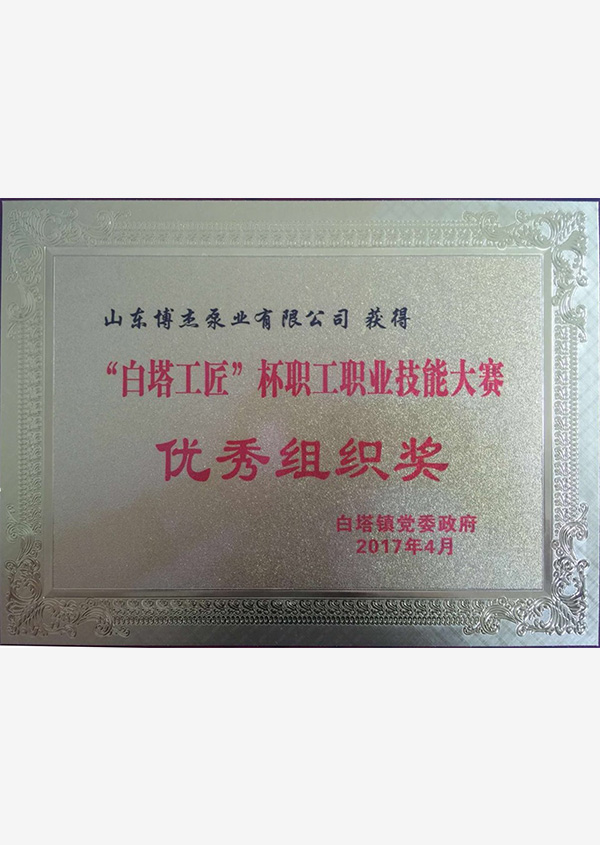 山东博杰泵业有限公司 获得
“白塔工匠”杯职工职业技能大赛
优秀组织奖
白塔镇党委政府
2017年4月